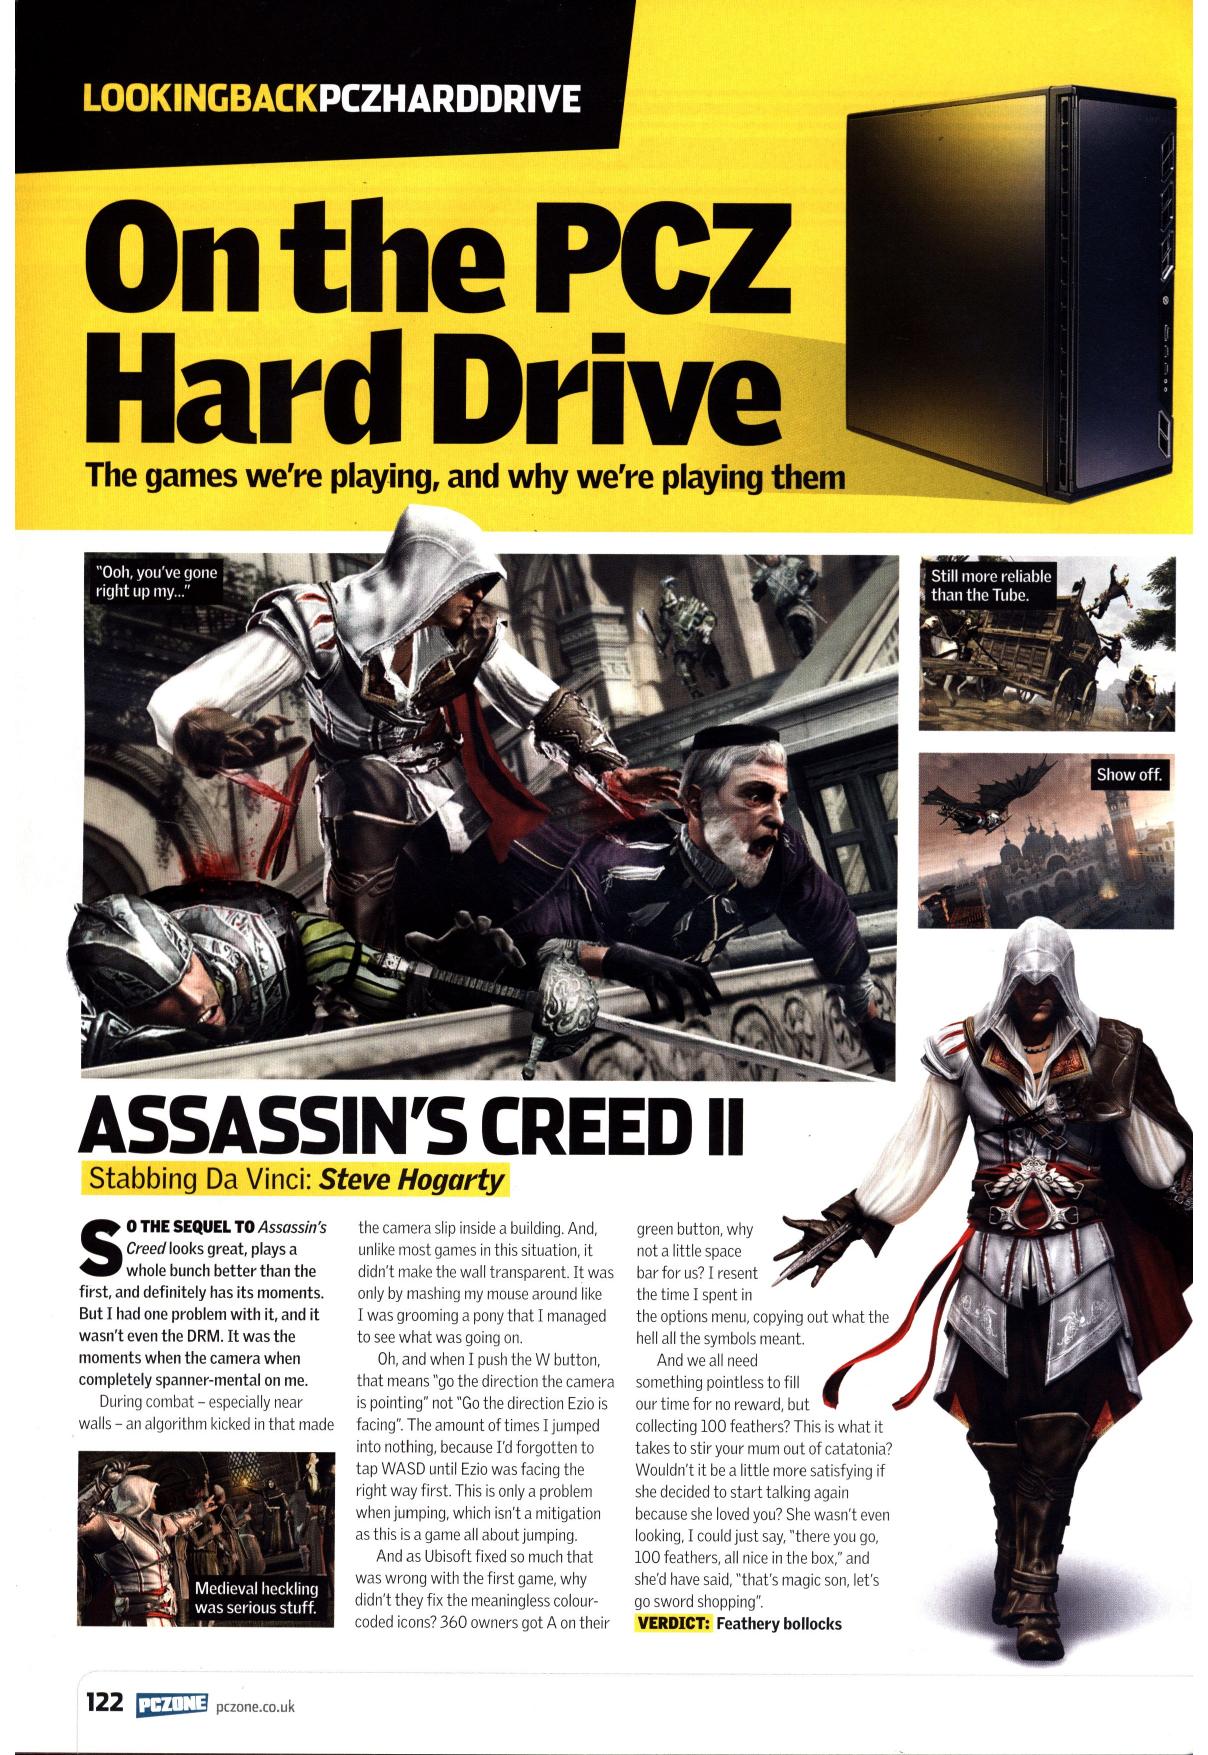 LOOKINGBACKPCZHARDDRIVE
On the PCZ
Hard Drive
The games we're playing, and why we're playing them
"Ooh, you've gone
right up my..."
Still more reliable
than the Tube.
Show off.
ASSASSIN'S CREED II
Stabbing Da Vinci: Steve Hogarty
SO THE SEQUEL TO Assassin's
Creed looks great, plays a
whole bunch better than the
first, and definitely has its moments.
But I had one problem with it, and it
wasn't even the DRM. It was the
moments when the camera when
completely spanner-mental on me.
During combat – especially near
walls – an algorithm kicked in that made
Medieval heckling
was serious stuff.
the camera slip inside a building. And,
unlike most games in this situation, it
didn't make the wall transparent. It was
only by mashing my mouse around like
I was grooming a pony that I managed
to see what was going on.
Oh, and when I push the W button,
that means "go the direction the camera
is pointing" not "Go the direction Ezio is
facing". The amount of times I jumped
into nothing, because I'd forgotten to
tap WASD until Ezio was facing the
right way first. This is only a problem
when jumping, which isn't a mitigation
as this is a game all about jumping.
And as Ubisoft fixed so much that
was wrong with the first game, why
didn't they fix the meaningless colour-
coded icons? 360 owners got A on their
green button, why
not a little space
bar for us? I resent
the time I spent in
the options menu, copying out what the
hell all the symbols meant.
And we all need
something pointless to fill
our time for no reward, but
collecting 100 feathers? This is what it
takes to stir your mum out of catatonia?
Wouldn't it be a little more satisfying if
she decided to start talking again
because she loved you? She wasn't even
looking, I could just say, "there you go,
100 feathers, all nice in the box," and
she'd have said, "that's magic son, let's
go sword shopping".
VERDICT: Feathery bollocks
122 PCZONE pczone.co.uk